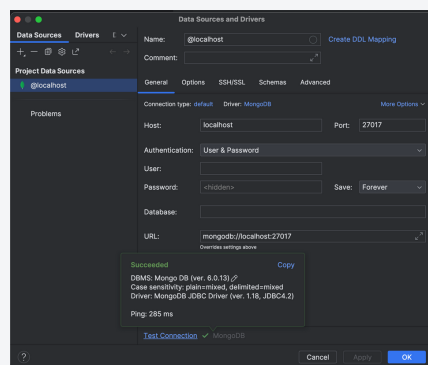 Data Sources and Drivers
Data Sources Drivers
Project Data Sources
@localhost
Problems
Name: @localhost Create DDL Mapping
Comment:
General Options SSH/SSL Schemas Advanced
Connection type: default Driver: MongoDB More Options
Host: localhost Port: 27017
Authentication: User & Password
User:
Password: <hidden> Save: Forever
Database:
URL: mongodb://localhost:27017
Overrides settings above
Succeeded Copy
DBMS: Mongo DB (ver. 6.0.13)
Case sensitivity: plain=mixed, delimited=mixed
Driver: MongoDB JDBC Driver (ver. 1.18, JDBC4.2)
Ping: 285 ms
Test Connection MongoDB
? Cancel Apply OK